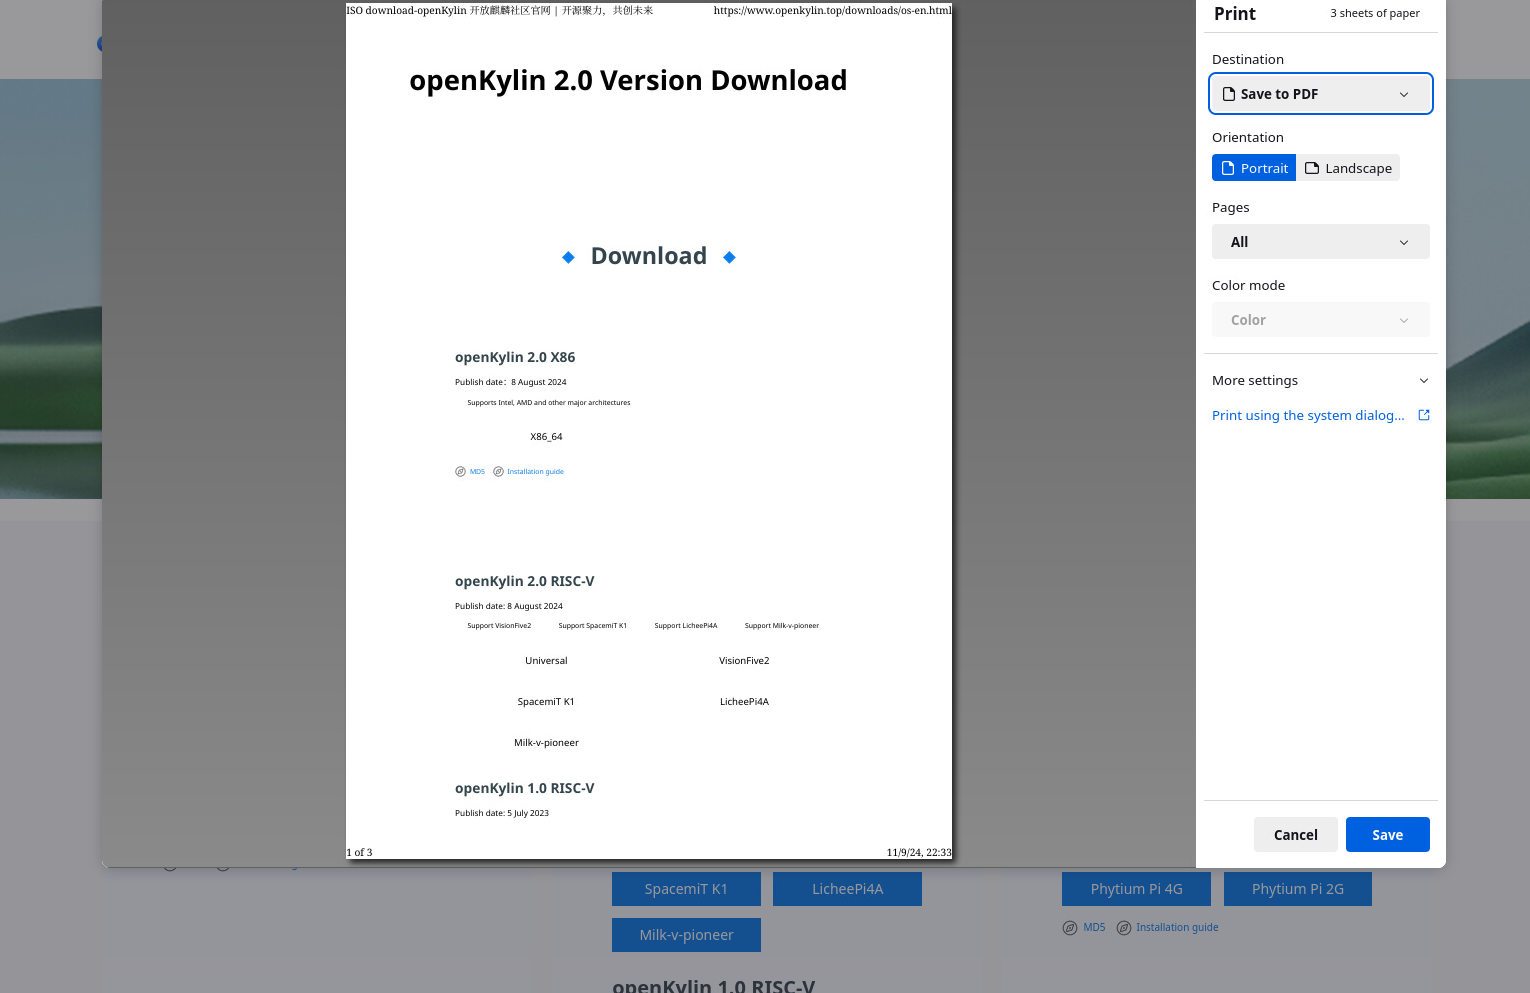 ISO download-openKylin 开放麒麟社区官网 | 开源聚力，共创未来 https://www.openkylin.top/downloads/os-en.html
openKylin 2.0 Version Download
Download
openKylin 2.0 X86
Publish date：8 August 2024
Supports Intel, AMD and other major architectures
X86_64
MD5 Installation guide
openKylin 2.0 RISC-V
Publish date: 8 August 2024
Support VisionFive2 Support SpacemiT K1 Support LicheePi4A Support Milk-v-pioneer
Universal VisionFive2
SpacemiT K1 LicheePi4A
Milk-v-pioneer
openKylin 1.0 RISC-V
Publish date: 5 July 2023
1 of 3 11/9/24, 22:33
Print 3 sheets of paper
Destination
Save to PDF
Orientation
Portrait Landscape
Pages
All
Color mode
Color
More settings
Print using the system dialog...
Cancel Save
SpacemiT K1 LicheePi4A Phytium Pi 4G Phytium Pi 2G
Milk-v-pioneer MD5 Installation guide
openKylin 1.0 RISC-V